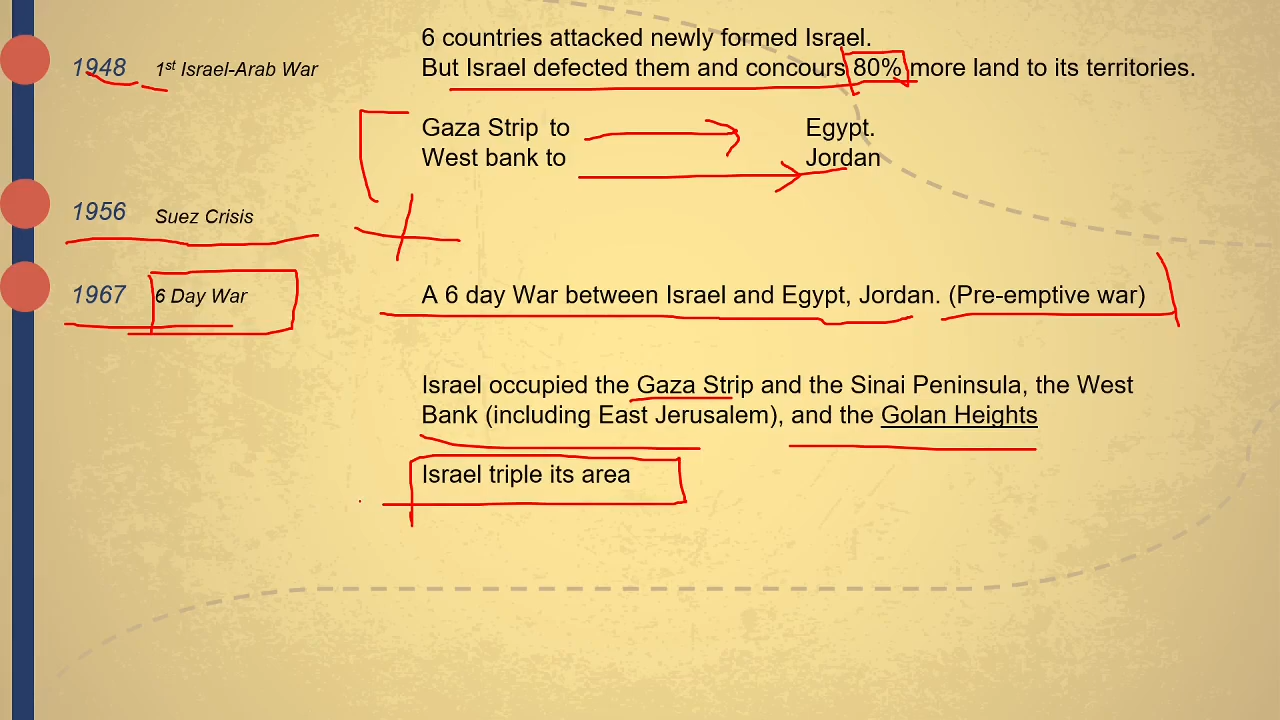 6 countries attacked newly formed Israel.
1948 1st Israel-Arab War But Israel defected them and concours 80% more land to its territories.
Gaza Strip to Egypt.
West bank to Jordan
1956 Suez Crisis
1967 6 Day War A 6 day War between Israel and Egypt, Jordan. (Pre-emptive war)
Israel occupied the Gaza Strip and the Sinai Peninsula, the West
Bank (including East Jerusalem), and the Golan Heights
Israel triple its area